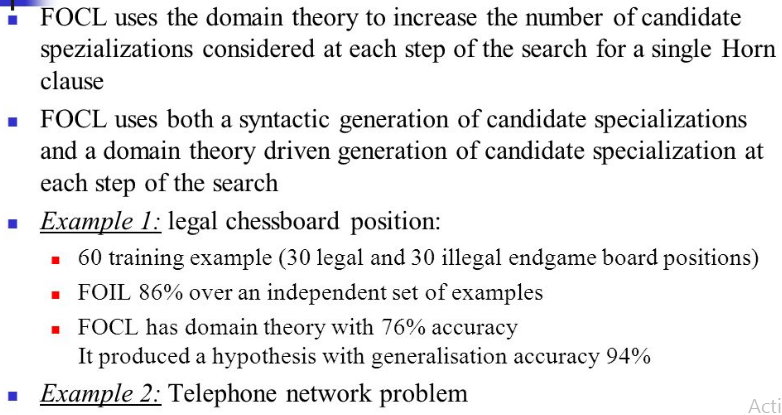 FOCL uses the domain theory to increase the number of candidate
spezializations considered at each step of the search for a single Horn
clause
FOCL uses both a syntactic generation of candidate specializations
and a domain theory driven generation of candidate specialization at
each step of the search
Example 1: legal chessboard position:
60 training example (30 legal and 30 illegal endgame board positions)
FOIL 86% over an independent set of examples
FOCL has domain theory with 76% accuracy
It produced a hypothesis with generalisation accuracy 94%
Example 2: Telephone network problem
Acti